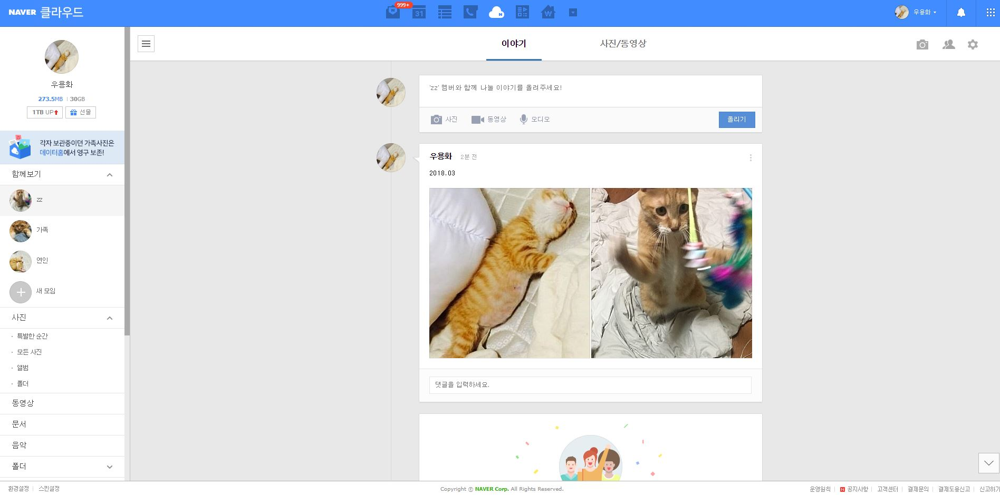 NAVER 클라우드
999+
31
우용화
우용화
273.5MB | 30GB
1TB UP
선물
각자 보관중이던 가족사진은
데이터홈에서 영구 보존!
함께보기
zz
가족
연인
새 모임
사진
· 특별한 순간
· 모든 사진
· 앨범
· 폴더
동영상
문서
음악
폴더
이야기
사진/동영상
'zz' 멤버와 함께 나눌 이야기를 올려주세요!
사진
동영상
오디오
올리기
우용화 2분 전
2018.03
댓글을 입력하세요.
환경설정 | 스킨설정
Copyright © NAVER Corp. All Rights Reserved.
운영원칙 | N 공지사항 | 고객센터 | 결제문의 | 결제도용신고 | 신고하기